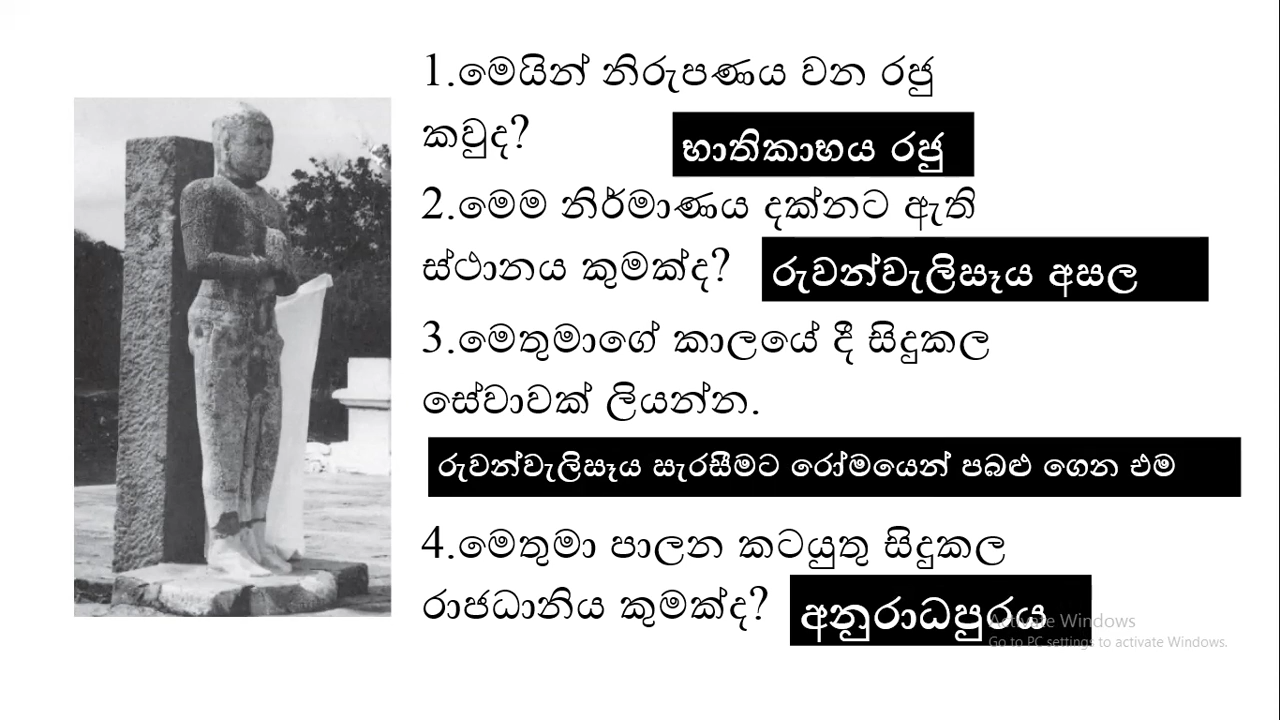 1.මෙයින් නිරුපණය වන රජු
කවුද?
භාතිකාභය රජු
2.මෙම නිර්මාණය දක්නට ඇති
ස්ථානය කුමක්ද?
රුවන්වැලිසෑය අසල
3.මෙතුමාගේ කාලයේ දී සිදුකල
සේවාවක් ලියන්න.
රුවන්වැලිසෑය සැරසීමට රෝමයෙන් පබළු ගෙන ඒම
4.මෙතුමා පාලන කටයුතු සිදුකල
රාජධානිය කුමක්ද?
අනුරාධපුරය
Activate Windows
Go to PC settings to activate Windows.